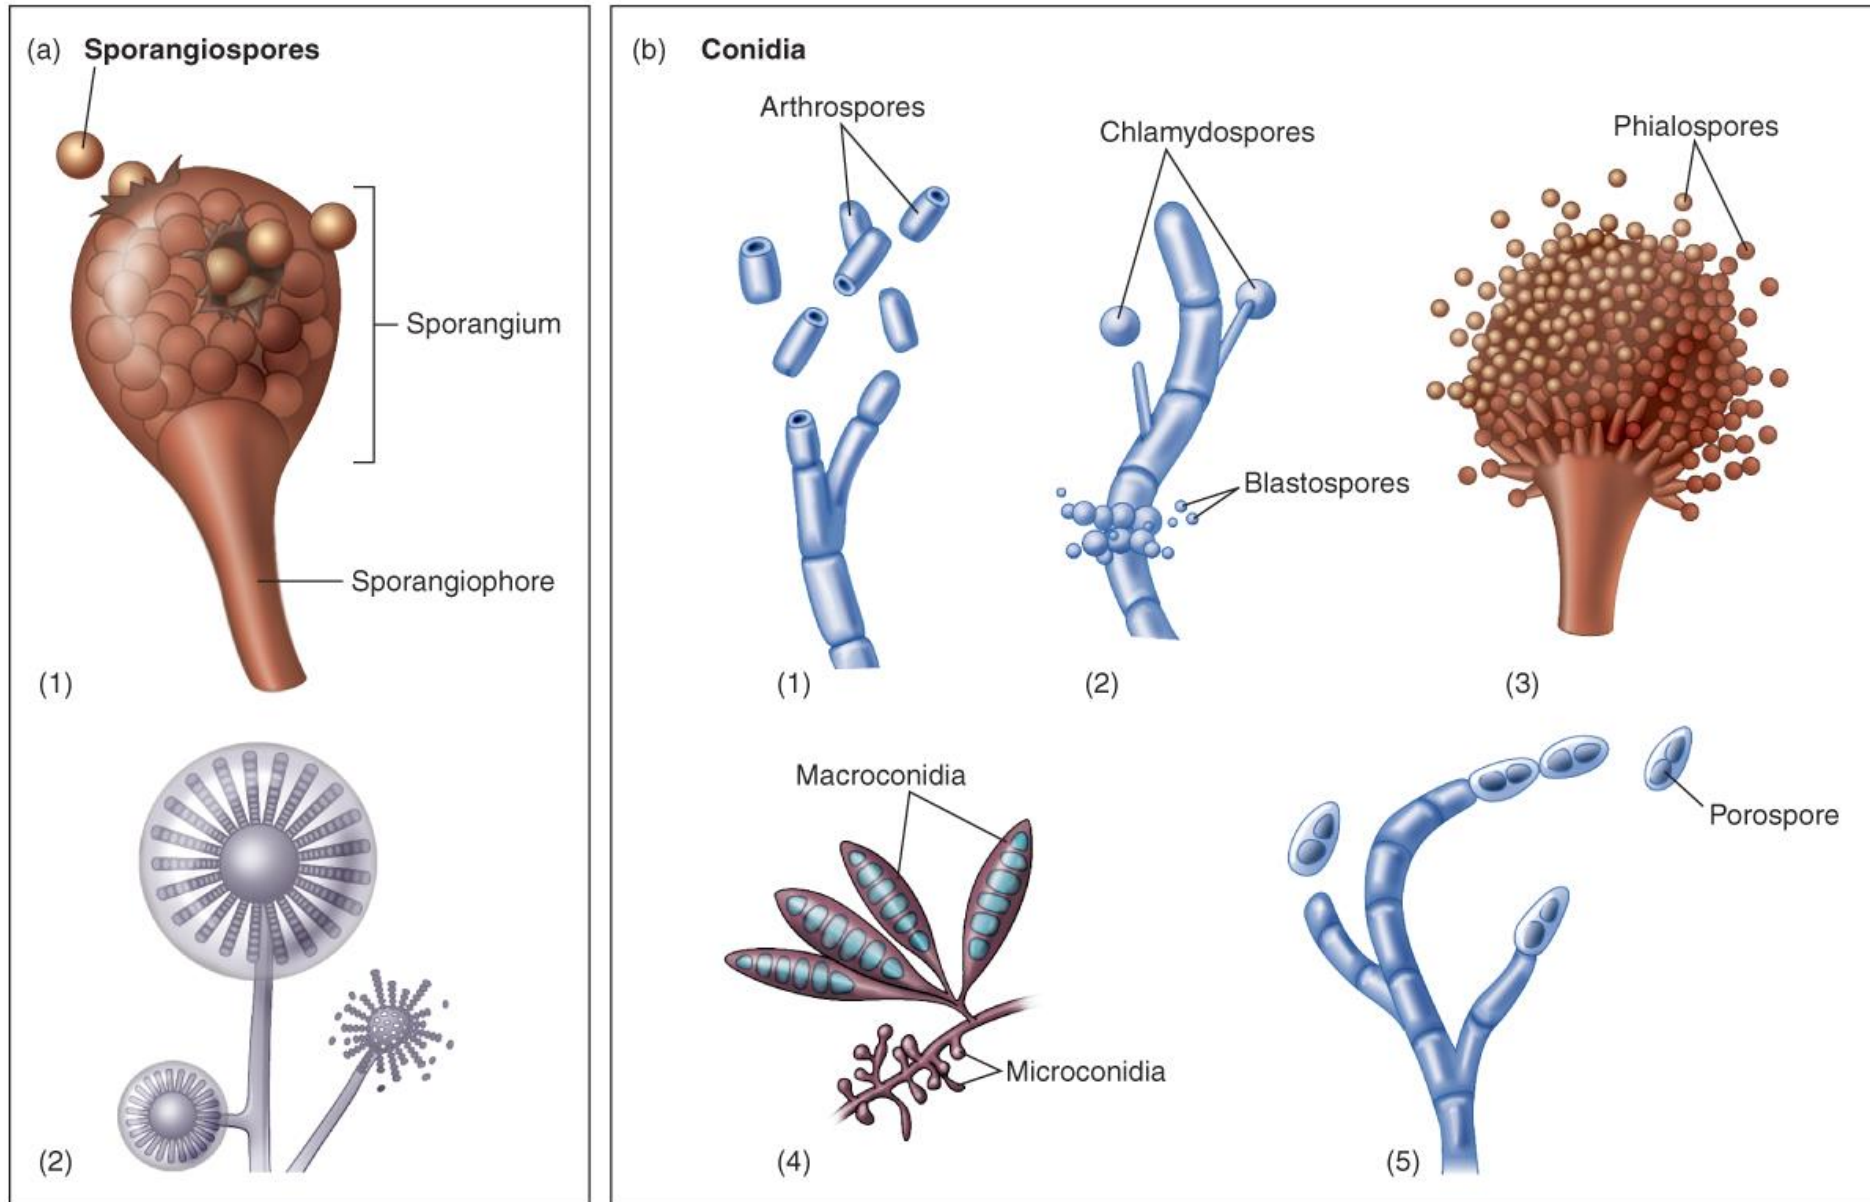 (a) Sporangiospores
Sporangium
Sporangiophore
(1)
(2)
(b) Conidia
Arthrospores
Chlamydospores
Phialospores
Blastospores
(1)
(2)
(3)
Macroconidia
Porospore
Microconidia
(4)
(5)